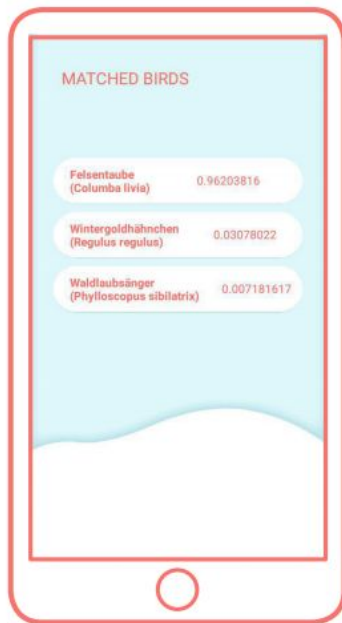 MATCHED BIRDS
Felsentaube
(Columba livia)
0.96203816
Wintergoldhähnchen
(Regulus regulus)
0.03078022
Waldlaubsänger
(Phylloscopus sibilatrix)
0.007181617